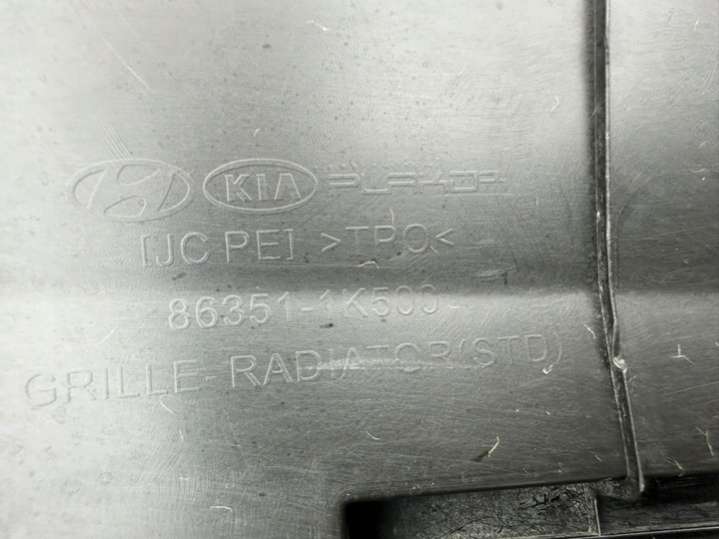 KIA PLAKOR
[JC PE] >TPO<
86351-1K500
GRILLE-RADIATOR(STD)